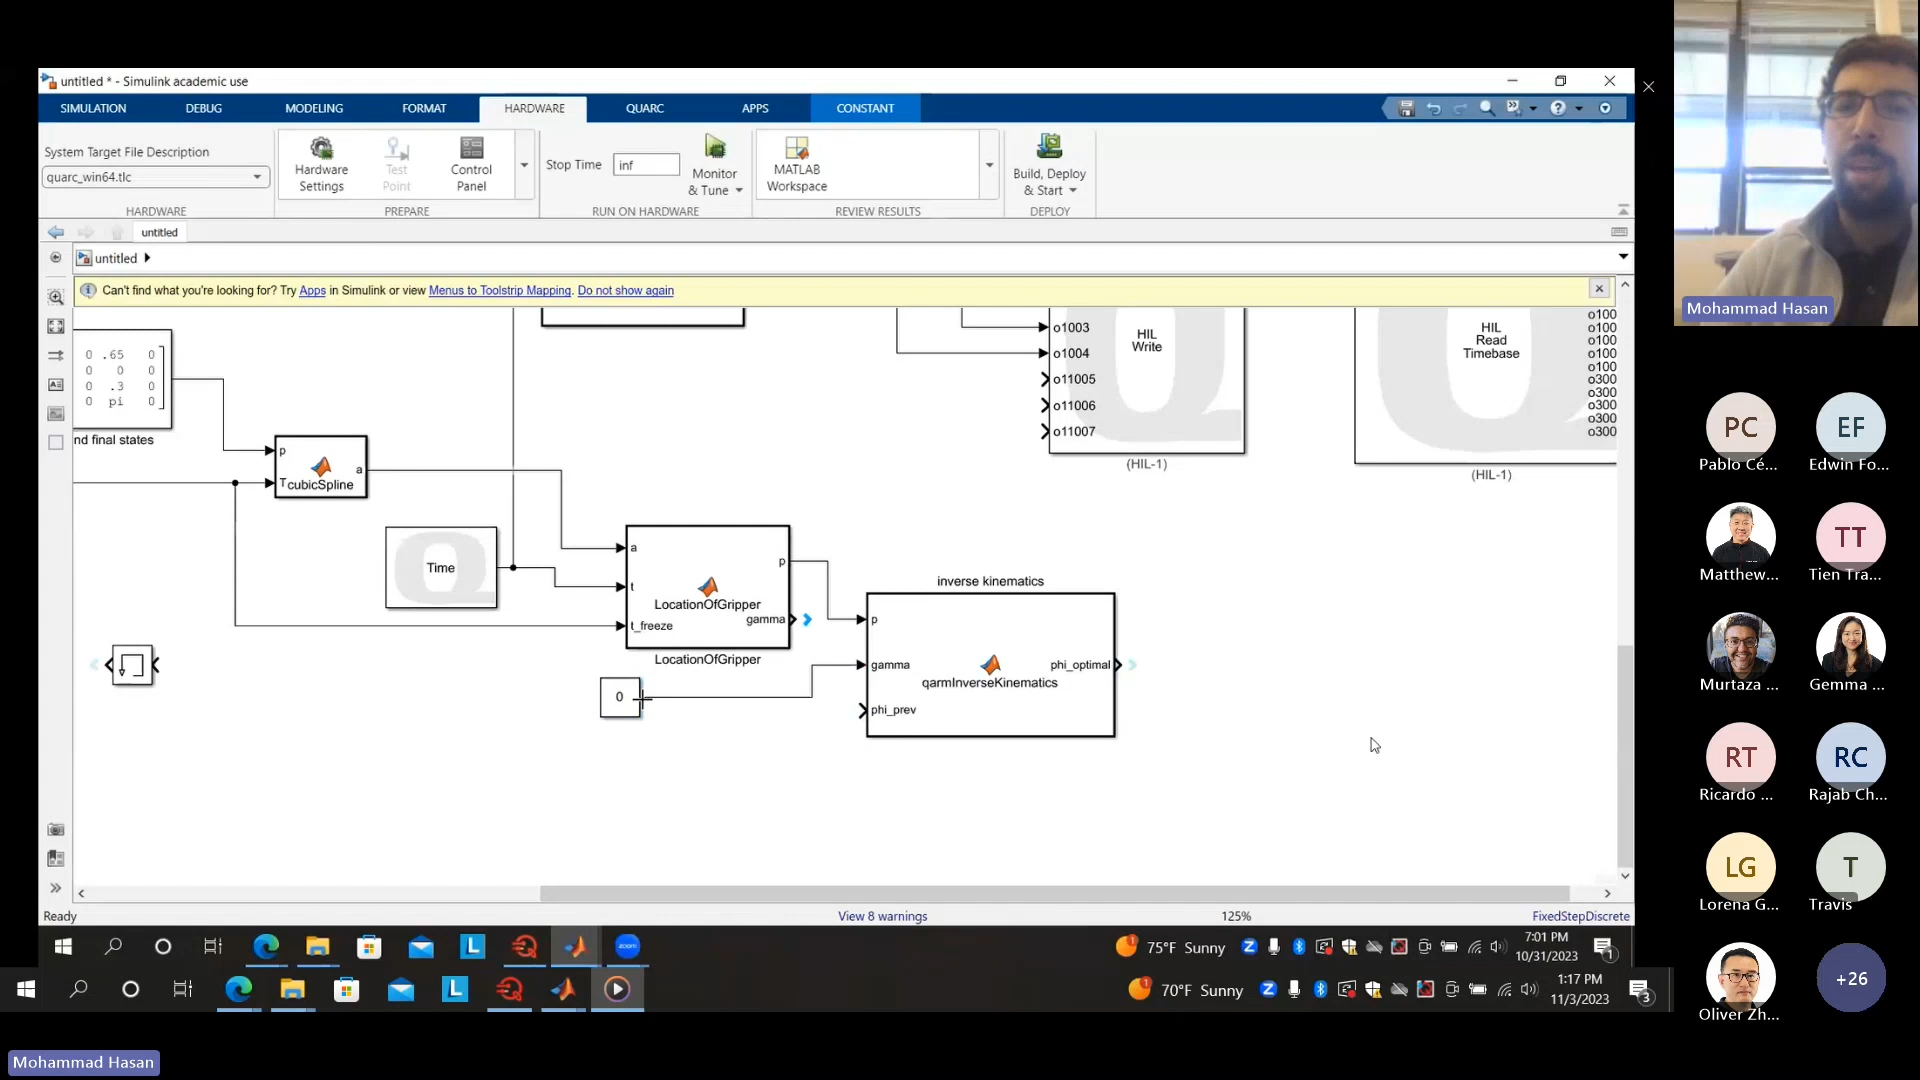 untitled * - Simulink academic use
SIMULATION
DEBUG
MODELING
FORMAT
HARDWARE
QUARC
APPS
CONSTANT
System Target File Description
quarc_win64.tlc
HARDWARE
Hardware
Settings
Test
Point
Control
Panel
PREPARE
Stop Time
inf
Monitor
& Tune
RUN ON HARDWARE
MATLAB
Workspace
REVIEW RESULTS
Build, Deploy
& Start
DEPLOY
untitled
untitled
Can't find what you're looking for? Try Apps in Simulink or view Menus to Toolstrip Mapping. Do not show again
0 .65 0
0 0 0
0 .3 0
0 pi 0
nd final states
p
T
a
cubicSpline
Time
a
t
t_freeze
p
gamma
LocationOfGripper
LocationOfGripper
0
inverse kinematics
p
gamma
phi_prev
phi_optimal
qarmInverseKinematics
o1003
o1004
o11005
o11006
o11007
HIL
Write
(HIL-1)
HIL
Read
Timebase
o100
o100
o100
o100
o300
o300
o300
o300
o300
(HIL-1)
Ready
View 8 warnings
125%
FixedStepDiscrete
75°F Sunny
7:01 PM
10/31/2023
1
70°F Sunny
1:17 PM
11/3/2023
3
zoom
Mohammad Hasan
Mohammad Hasan
PC
Pablo Cé...
EF
Edwin Fo...
Matthew...
TT
Tien Tra...
Murtaza ...
Gemma ...
RT
Ricardo ...
RC
Rajab Ch...
LG
Lorena G...
T
Travis
Oliver Zh...
+26